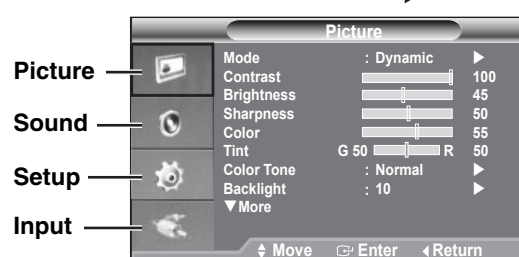 Picture
Picture
Sound
Setup
Input
Mode : Dynamic ▶
Contrast 100
Brightness 45
Sharpness 50
Color 55
Tint G 50 R 50
Color Tone : Normal ▶
Backlight : 10 ▶
▼More
Move Enter Return